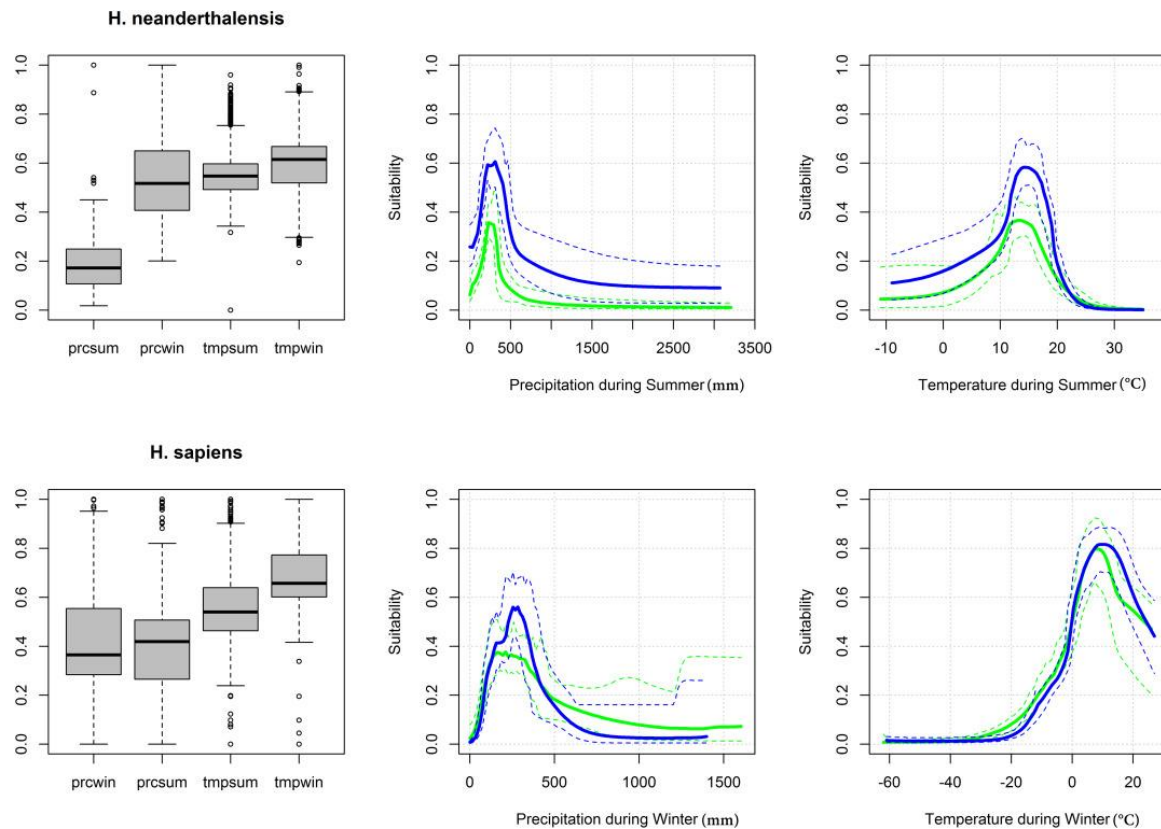 H. neanderthalensis
0.0 0.2 0.4 0.6 0.8 1.0
prcsum prcwin tmpsum tmpwin
Suitability
0.0 0.2 0.4 0.6 0.8 1.0
0 500 1500 2500 3500
Precipitation during Summer (mm)
Suitability
0.0 0.2 0.4 0.6 0.8 1.0
-10 0 10 20 30
Temperature during Summer (°C)
H. sapiens
0.0 0.2 0.4 0.6 0.8 1.0
prcwin prcsum tmpsum tmpwin
Suitability
0.0 0.2 0.4 0.6 0.8 1.0
0 500 1000 1500
Precipitation during Winter (mm)
Suitability
0.0 0.2 0.4 0.6 0.8 1.0
-60 -40 -20 0 20
Temperature during Winter (°C)